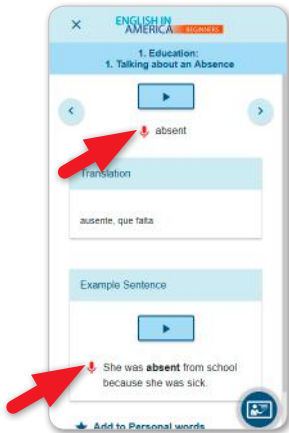 ENGLISH IN
AMERICA BEGINNERS
1. Education:
1. Talking about an Absence
absent
Translation
ausente, que falta
Example Sentence
She was absent from school
because she was sick.
Add to Personal words